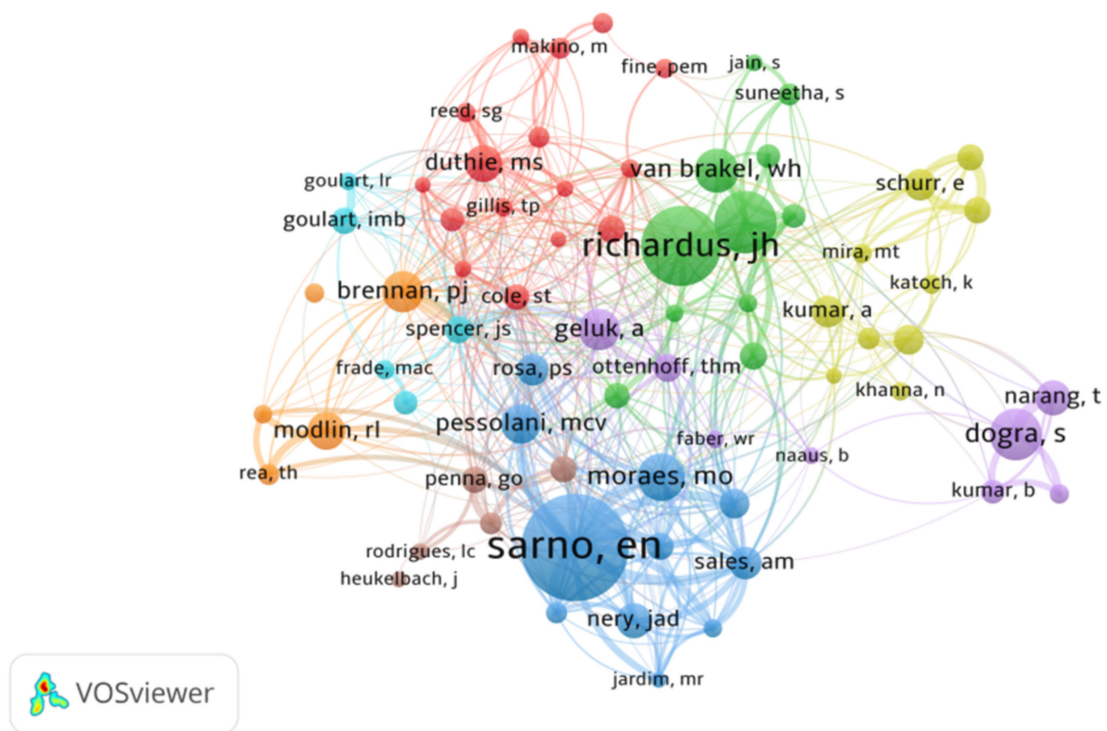 makino, m
fine, pem
jain, s
suneetha, s
reed, sg
duthie, ms
van brakel, wh
goulart, lr
schurr, e
gillis, tp
goulart, imb
richardus, jh
mira, mt
katoch, k
brennan, pj
cole, st
kumar, a
spencer, js
geluk, a
frade, mac
rosa, ps
ottenhoff, thm
khanna, n
narang, t
modlin, rl
pessolani, mcv
faber, wr
dogra, s
naaus, b
rea, th
penna, go
moraes, mo
kumar, b
rodrigues, lc
sarno, en
heukelbach, j
sales, am
nery, jad
jardim, mr
VOSviewer